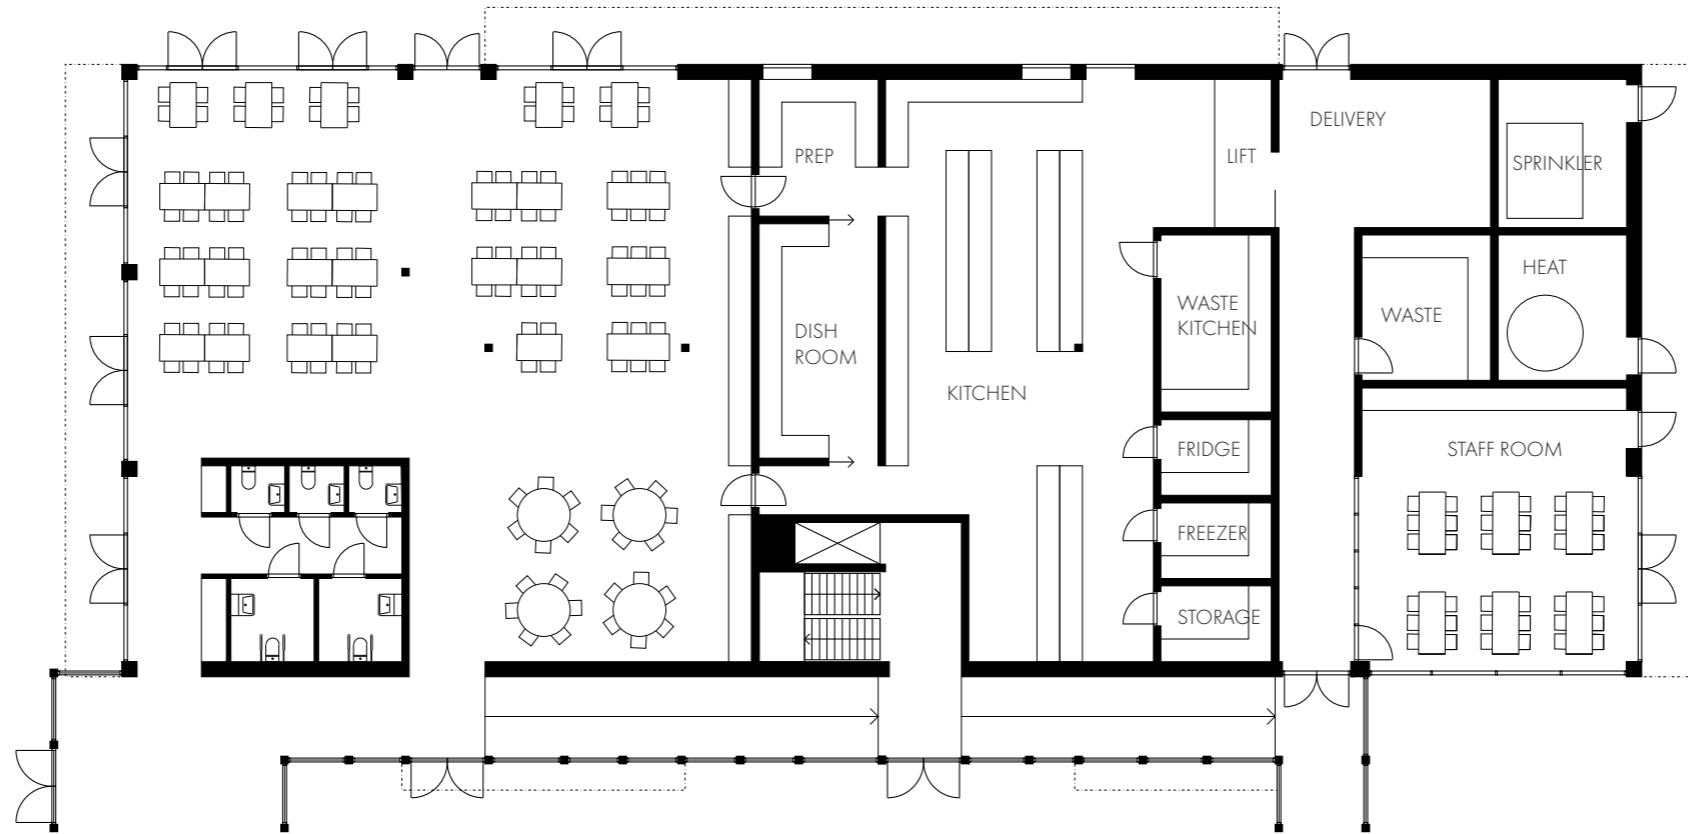 DELIVERY
PREP
LIFT
SPRINKLER
HEAT
WASTE
KITCHEN
WASTE
DISH
ROOM
KITCHEN
FRIDGE
STAFF ROOM
FREEZER
STORAGE